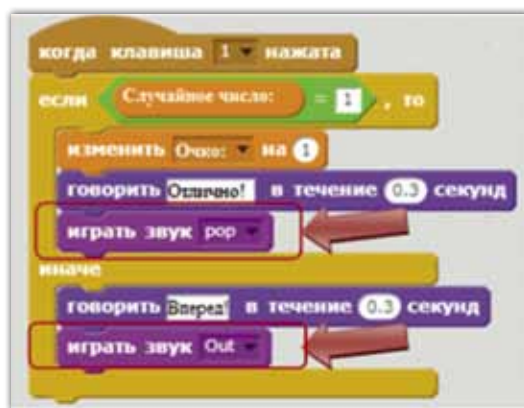 когда клавиша 1 нажата
если Случайное число: = 1, то
изменить Очко: на 1
говорить Отлично! в течение 0.3 секунд
играть звук pop
иначе
говорить Вперед! в течение 0.3 секунд
играть звук Out